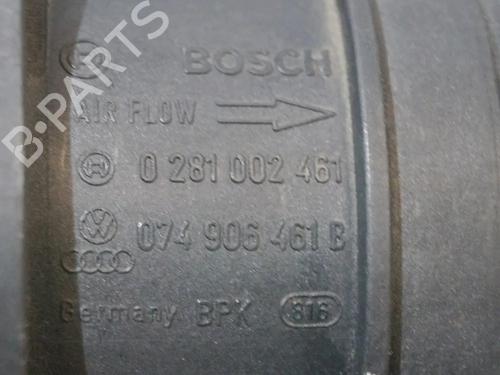 B-PARTS
BOSCH
AIR FLOW
0 281 002 461
074 906 461 B
Germany BPK 816